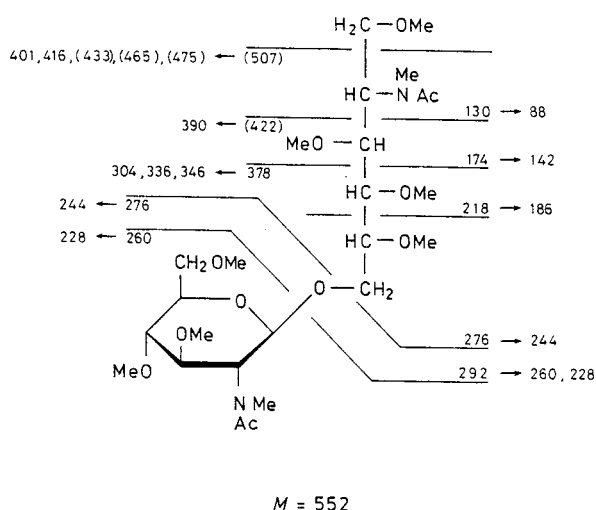 H₂C—OMe
401,416,(433),(465),(475) ← (507)
Me
HC—N Ac
130 → 88
390 ← (422)
MeO—CH
174 → 142
304, 336, 346 ← 378
HC—OMe
244 ← 276
218 → 186
228 ← 260
HC—OMe
CH₂OMe
O
O—CH₂
OMe
276 → 244
MeO
292 → 260, 228
N Me
Ac
M = 552